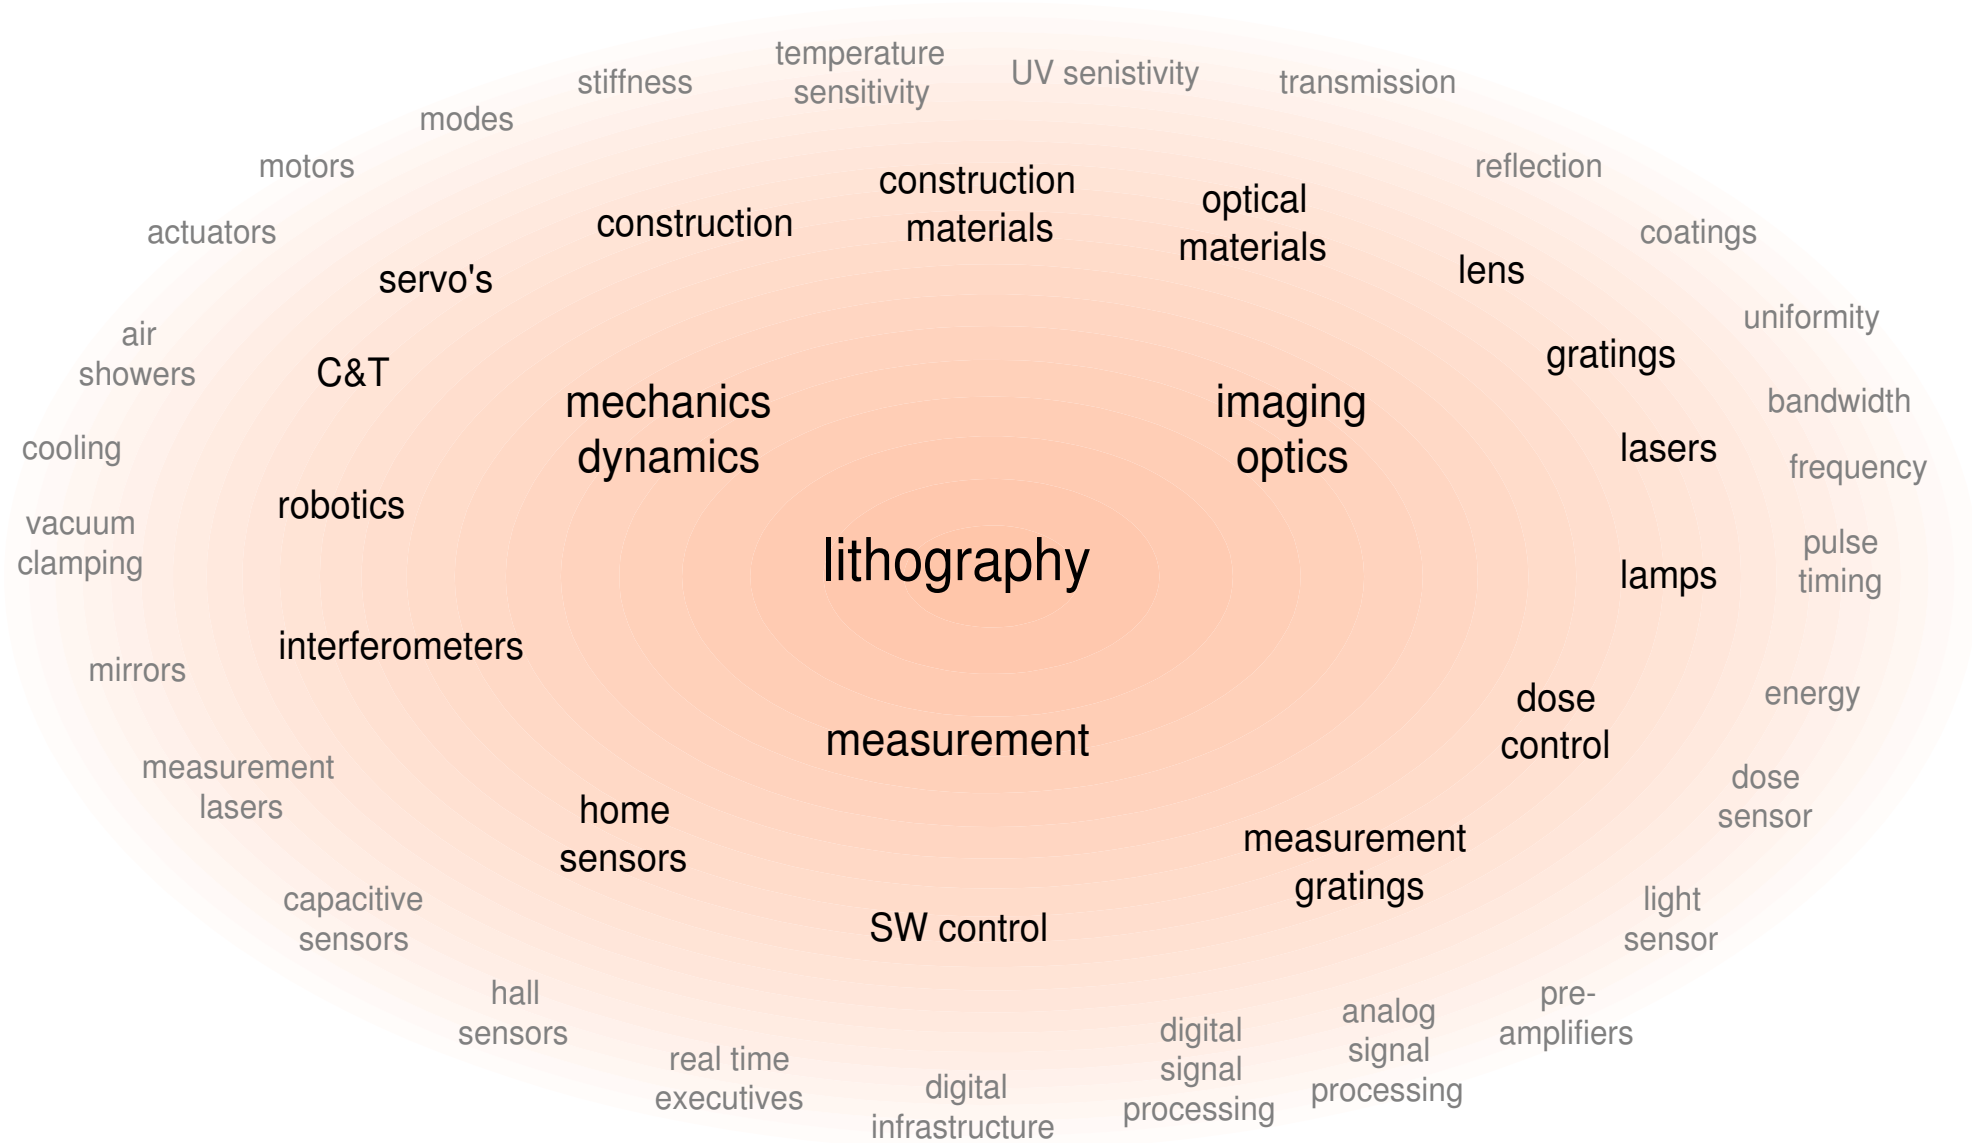 temperature
sensitivity
UV senistivity
stiffness
transmission
modes
motors
reflection
construction
materials
optical
materials
construction
actuators
coatings
servo's
lens
air
showers
uniformity
C&T
gratings
mechanics
dynamics
imaging
optics
bandwidth
cooling
lasers
frequency
robotics
vacuum
clamping
lithography
pulse
timing
lamps
interferometers
mirrors
dose
control
energy
measurement
measurement
lasers
dose
sensor
home
sensors
measurement
gratings
capacitive
sensors
SW control
light
sensor
hall
sensors
pre-
amplifiers
analog
signal
processing
digital
signal
processing
real time
executives
digital
infrastructure